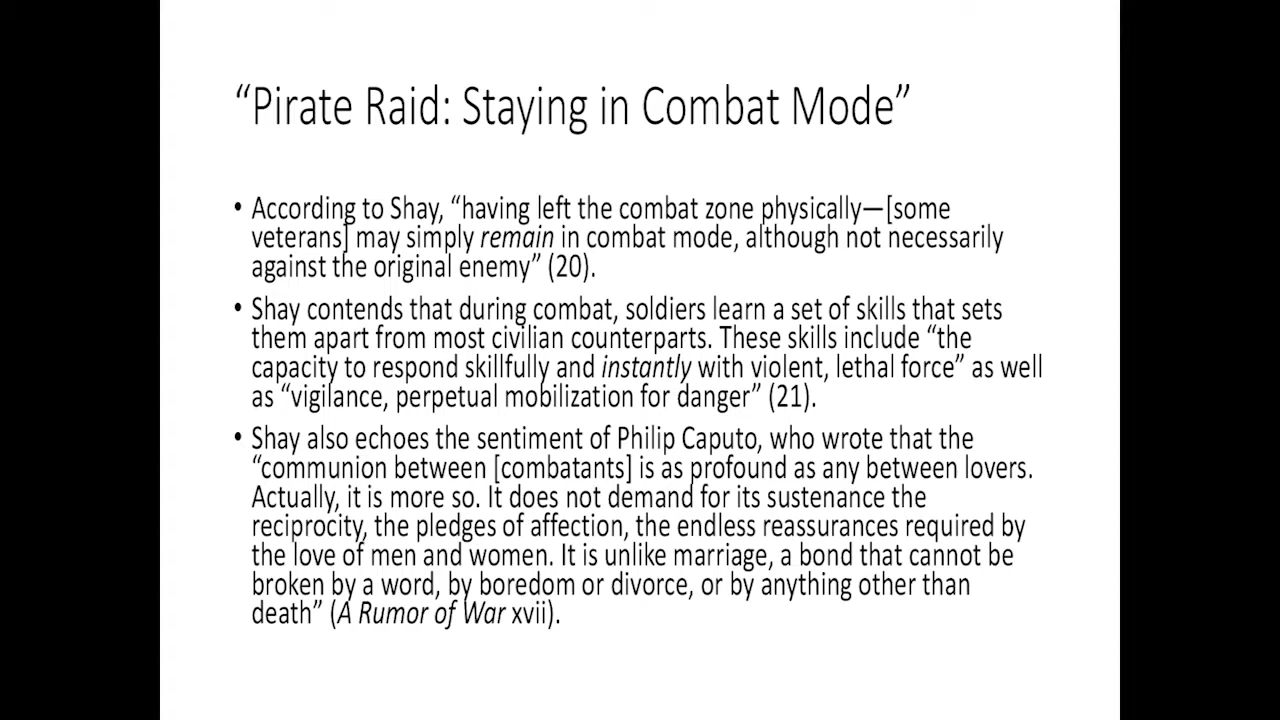 “Pirate Raid: Staying in Combat Mode”
• According to Shay, “having left the combat zone physically—[some
veterans] may simply remain in combat mode, although not necessarily
against the original enemy” (20).
• Shay contends that during combat, soldiers learn a set of skills that sets
them apart from most civilian counterparts. These skills include “the
capacity to respond skillfully and instantly with violent, lethal force” as well
as “vigilance, perpetual mobilization for danger” (21).
• Shay also echoes the sentiment of Philip Caputo, who wrote that the
“communion between [combatants] is as profound as any between lovers.
Actually, it is more so. It does not demand for its sustenance the
reciprocity, the pledges of affection, the endless reassurances required by
the love of men and women. It is unlike marriage, a bond that cannot be
broken by a word, by boredom or divorce, or by anything other than
death” (A Rumor of War xvii).